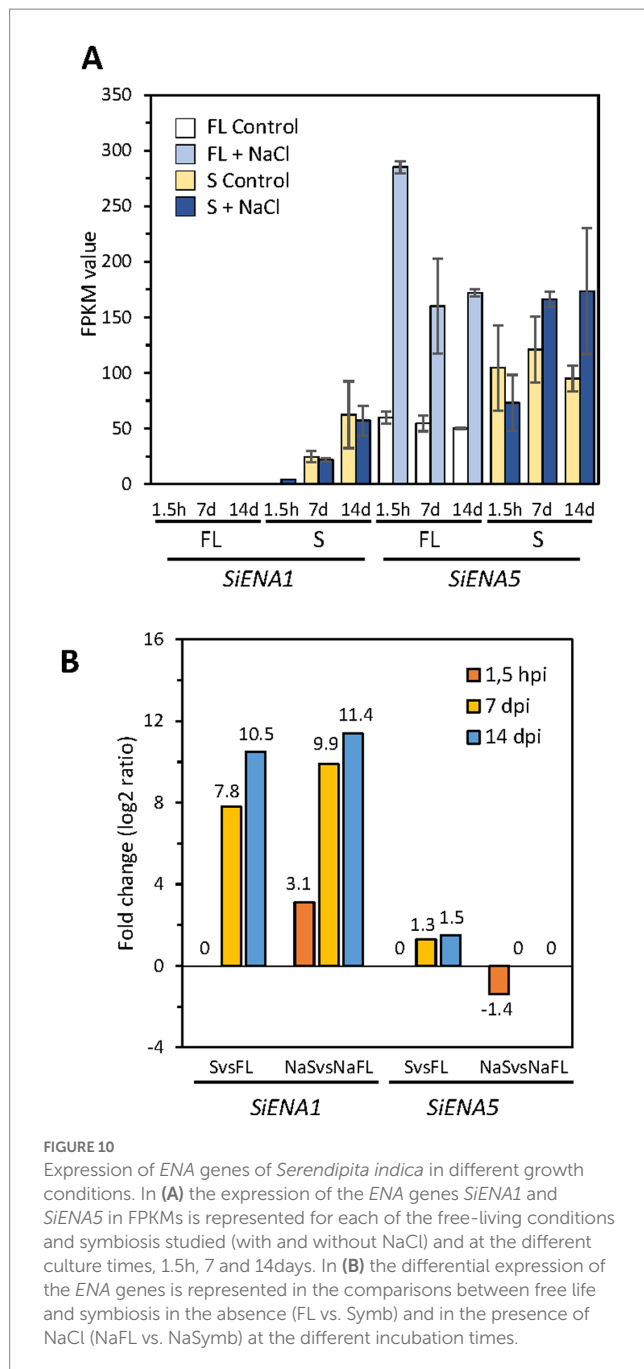 A
350
300
250
200
150
100
50
0
FPKM value
FL Control
FL + NaCl
S Control
S + NaCl
1.5h 7d 14d 1.5h 7d 14d 1.5h 7d 14d 1.5h 7d 14d
FL S FL S
SiENA1 SiENA5
B
16
12
8
4
0
-4
Fold change (log2 ratio)
1,5 hpi
7 dpi
14 dpi
0 7.8 10.5 3.1 9.9 11.4 0 1.3 1.5 -1.4 0 0
SvsFL NaSvsNaFL SvsFL NaSvsNaFL
SiENA1 SiENA5
FIGURE 10
Expression of ENA genes of Serendipita indica in different growth
conditions. In (A) the expression of the ENA genes SiENA1 and
SiENA5 in FPKMs is represented for each of the free-living conditions
and symbiosis studied (with and without NaCl) and at the different
culture times, 1.5h, 7 and 14days. In (B) the differential expression of
the ENA genes is represented in the comparisons between free life
and symbiosis in the absence (FL vs. Symb) and in the presence of
NaCl (NaFL vs. NaSymb) at the different incubation times.